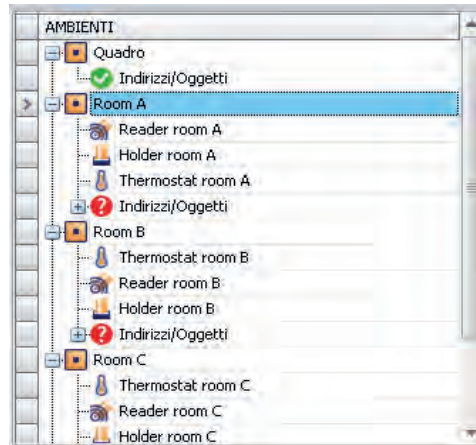 AMBIENTI
Quadro
Indirizzi/Oggetti
Room A
Reader room A
Holder room A
Thermostat room A
Indirizzi/Oggetti
Room B
Thermostat room B
Reader room B
Holder room B
Indirizzi/Oggetti
Room C
Thermostat room C
Reader room C
Holder room C